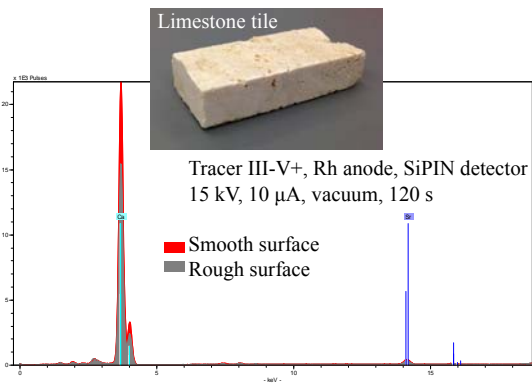 Limestone tile
x 1E3 Pulses
20
15
10
5
0
Tracer III-V+, Rh anode, SiPIN detector
15 kV, 10 μA, vacuum, 120 s
Smooth surface
Rough surface
Ca
Sr
0 5 10 15
- keV -